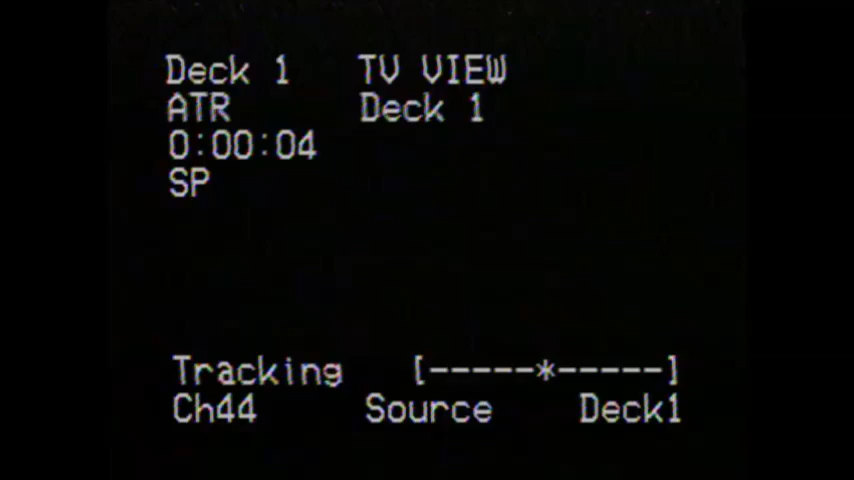 Deck 1 TV VIEW
ATR Deck 1
0:00:04
SP
Tracking [-----*-----]
Ch44 Source Deck1